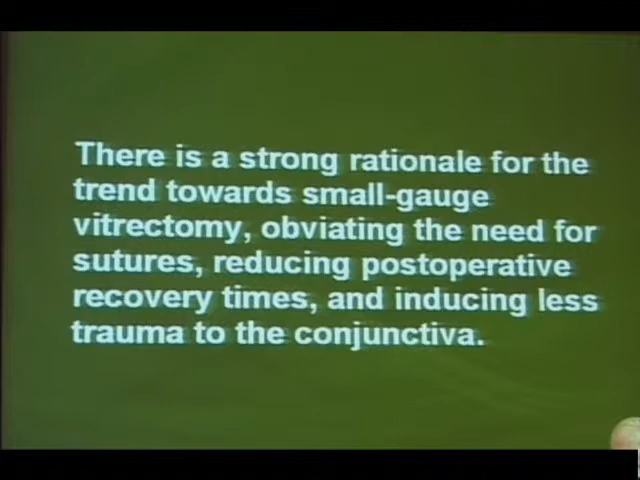 There is a strong rationale for the
trend towards small-gauge
vitrectomy, obviating the need for
sutures, reducing postoperative
recovery times, and inducing less
trauma to the conjunctiva.